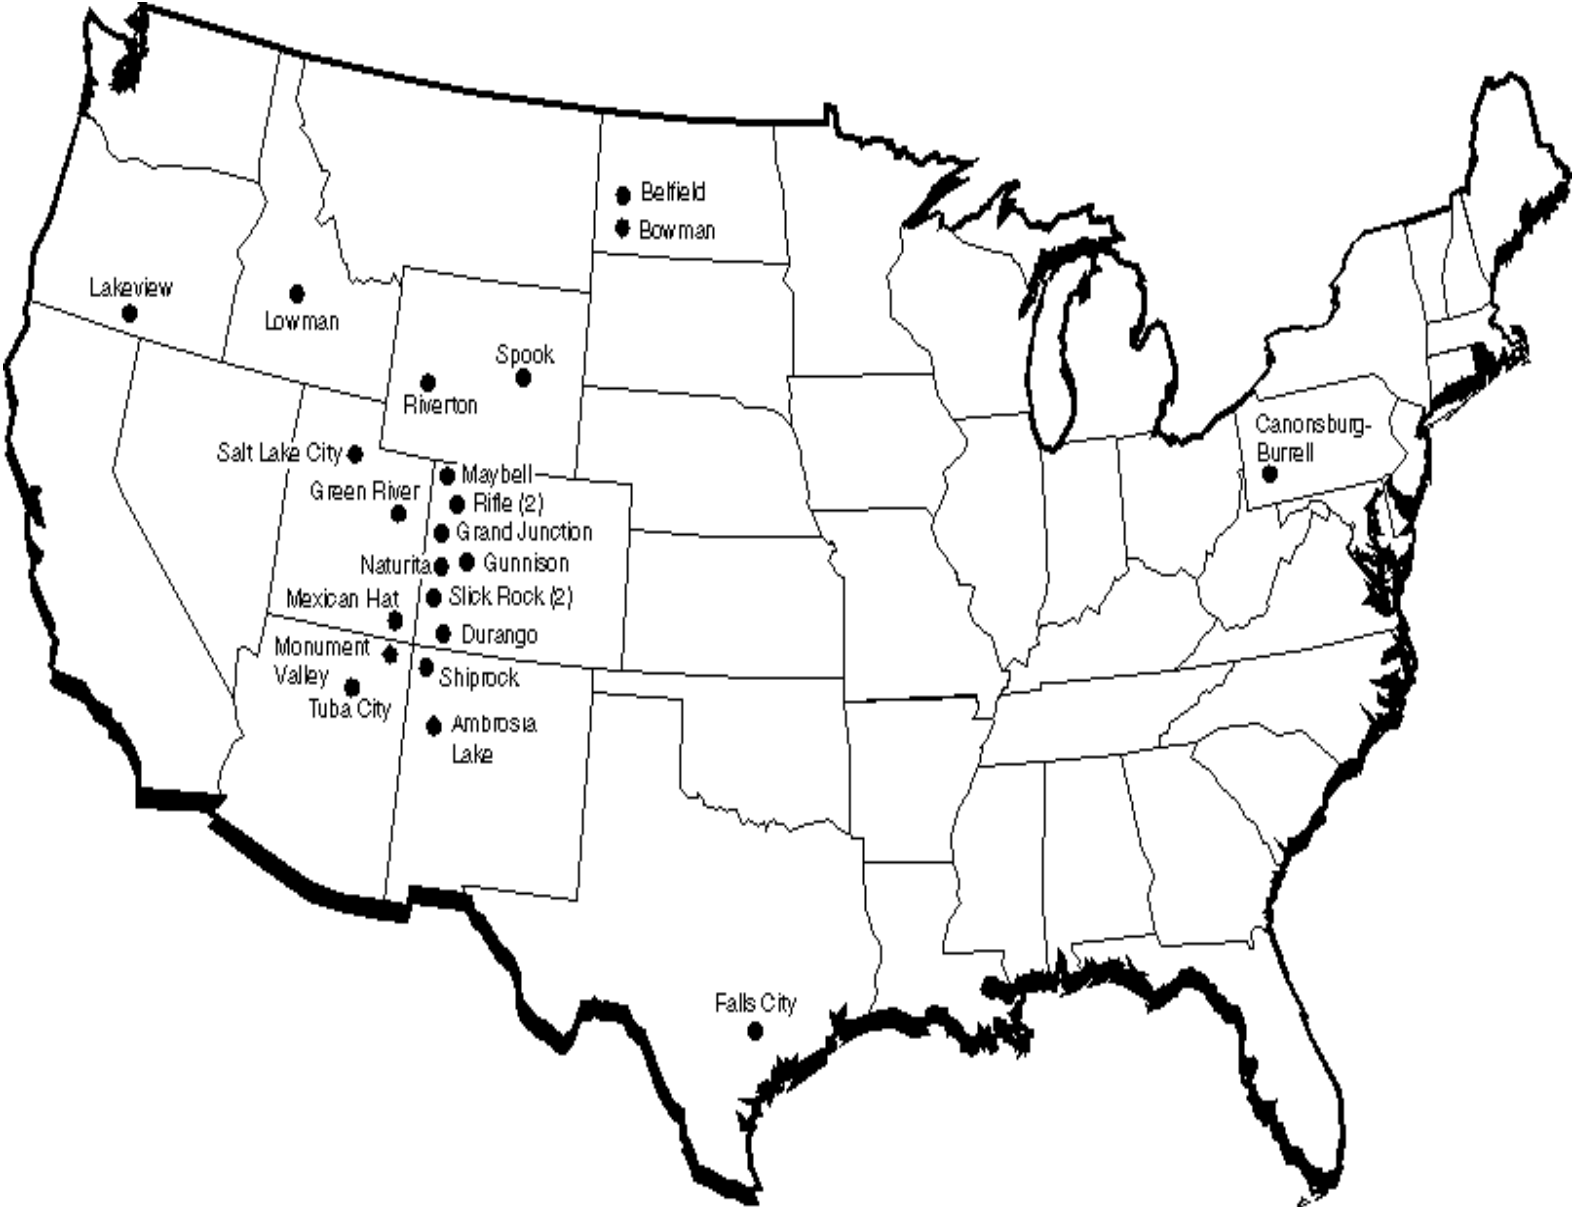 Belfield
Bowman
Lakeview
Lowman
Spook
Riverton
Canonsburg-
Burrell
Salt Lake City
Maybell
Green River
Rifle (2)
Grand Junction
Naturita
Gunnison
Mexican Hat
Slick Rock (2)
Durango
Monument
Valley
Shiprock
Tuba City
Ambrosia
Lake
Falls City